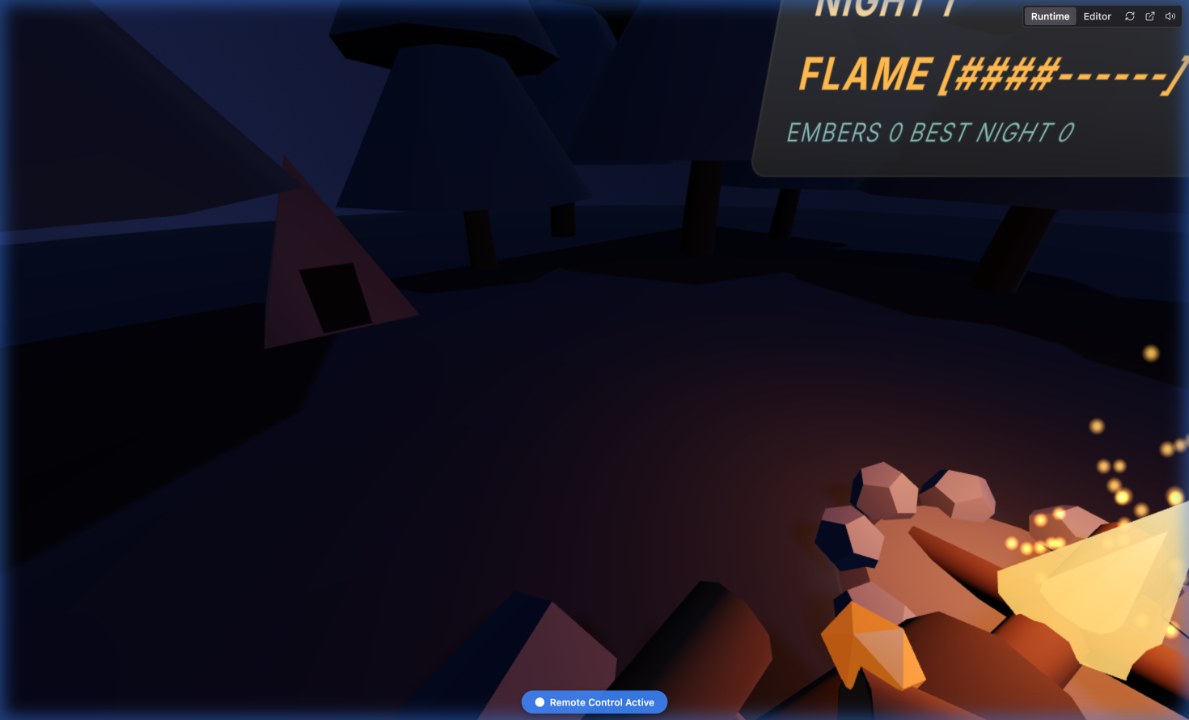 NIGHT 1
Runtime Editor
FLAME [####------]
EMBERS 0 BEST NIGHT 0
Remote Control Active